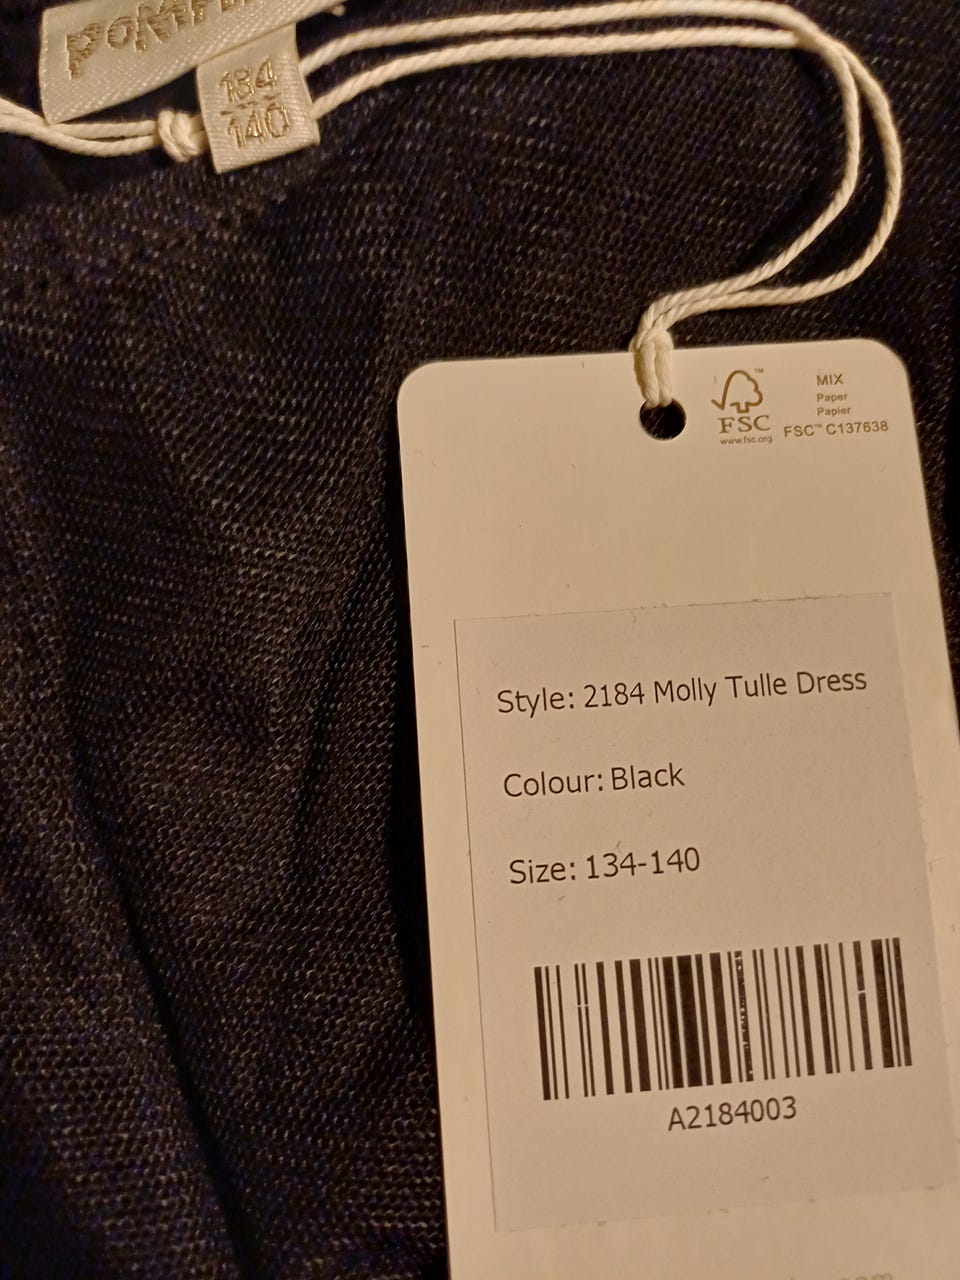 134
140
FSC
www.fsc.org
MIX
Paper
Papier
FSC™ C137638
Style: 2184 Molly Tulle Dress
Colour: Black
Size: 134-140
A2184003